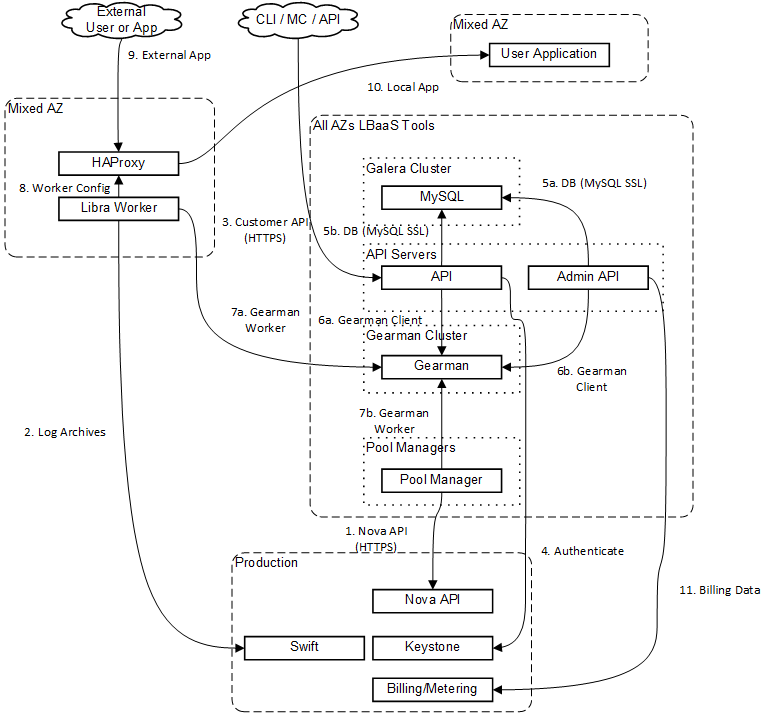 External
User or App
CLI / MC / API
Mixed AZ
User Application
9. External App
10. Local App
Mixed AZ
HAProxy
8. Worker Config
Libra Worker
All AZs LBaaS Tools
Galera Cluster
MySQL
5a. DB (MySQL SSL)
3. Customer API
(HTTPS)
5b. DB (MySQL SSL)
API Servers
API
Admin API
7a. Gearman
Worker
6a. Gearman Client
Gearman Cluster
Gearman
6b. Gearman
Client
7b. Gearman
Worker
2. Log Archives
Pool Managers
Pool Manager
1. Nova API
(HTTPS)
4. Authenticate
Production
11. Billing Data
Nova API
Swift
Keystone
Billing/Metering